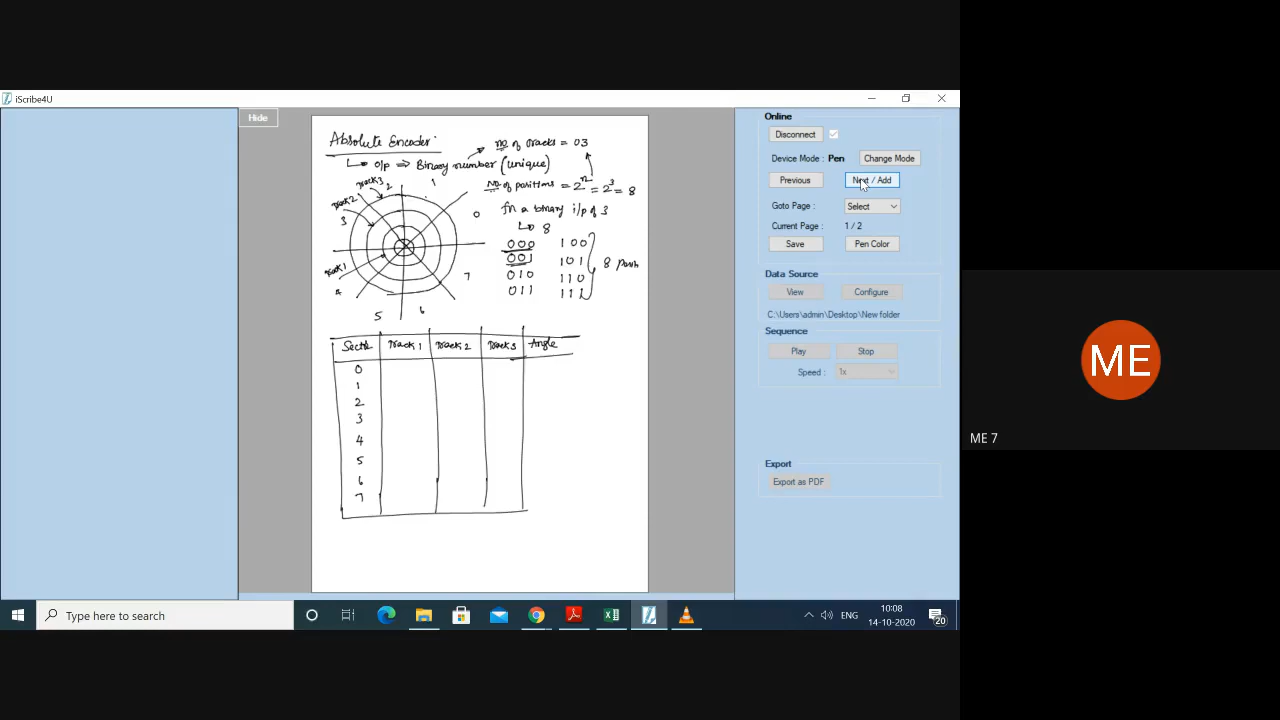 iScribe4U
Hide
Absolute Encoder
no of tracks = 03
o/p ⇒ Binary number (unique)
no of positions = 2^n = 2^3 = 8
for a binary i/p of 3
8
000 100
001 101
010 110
011 111
8 positn
Track 3
Track 2
Track 1
0
1
2
3
4
5
6
7
Sector Track 1 Track 2 Track 3 Angle
0
1
2
3
4
5
6
7
Online
Disconnect
Device Mode : Pen Change Mode
Previous Next / Add
Goto Page : Select
Current Page : 1 / 2
Save Pen Color
Data Source
View Configure
C:\Users\admin\Desktop\New folder
Sequence
Play Stop
Speed : 1x
Export
Export as PDF
ME
ME 7
Type here to search
ENG
10:08
14-10-2020
20